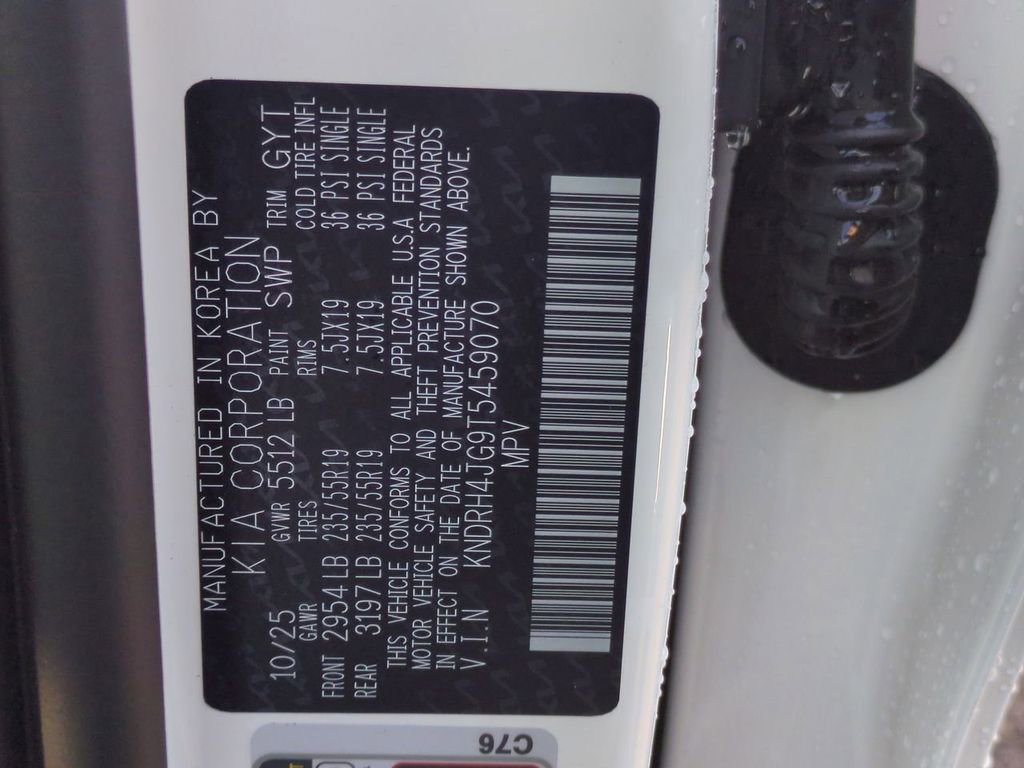 MANUFACTURED IN KOREA BY
KIA CORPORATION
10/25 GVWR 5512 LB PAINT SWP TRIM GYT
GAWR TIRES RIMS COLD TIRE INFL
FRONT 2954 LB 235/55R19 7.5JX19 36 PSI SINGLE
REAR 3197 LB 235/55R19 7.5JX19 36 PSI SINGLE
THIS VEHICLE CONFORMS TO ALL APPLICABLE U.S.A FEDERAL
MOTOR VEHICLE SAFETY AND THEFT PREVENTION STANDARDS
IN EFFECT ON THE DATE OF MANUFACTURE SHOWN ABOVE.
V.I.N KNDRH4JG9T5459070
MPV
C76